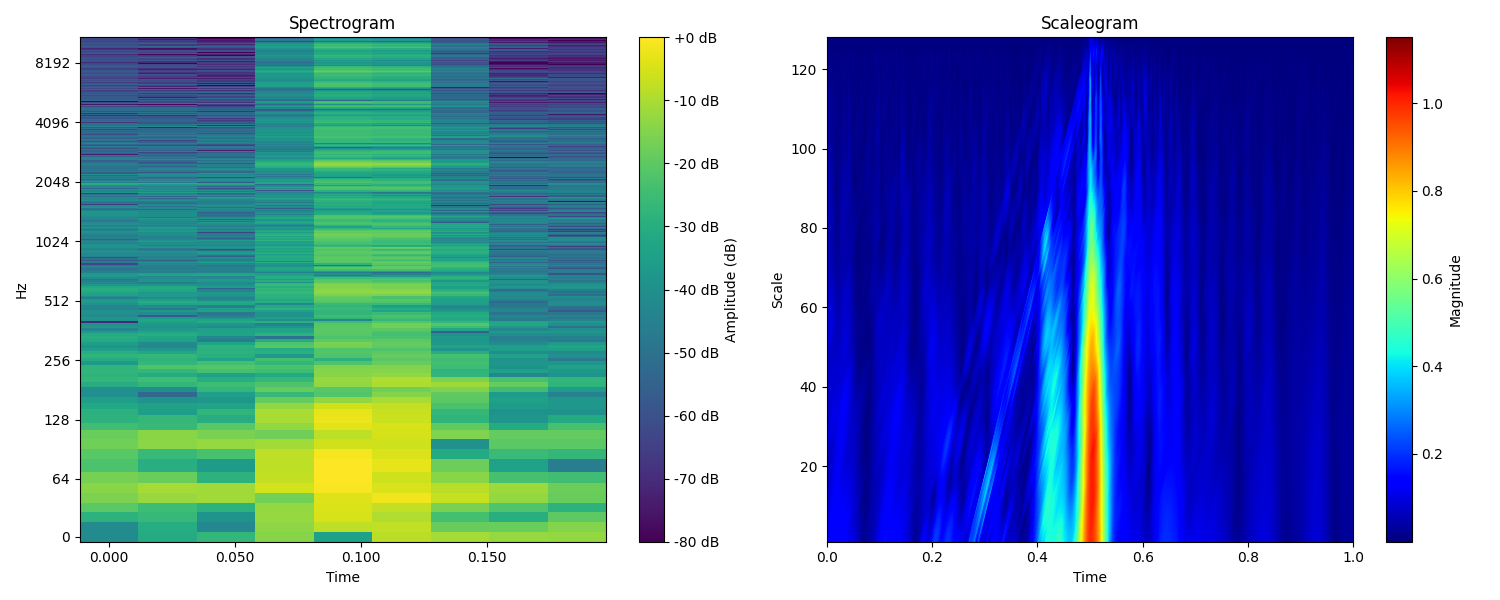 Spectrogram
Hz
8192
4096
2048
1024
512
256
128
64
0
0.000
0.050
0.100
0.150
Time
+0 dB
-10 dB
-20 dB
-30 dB
-40 dB
-50 dB
-60 dB
-70 dB
-80 dB
Amplitude (dB)
Scaleogram
Scale
120
100
80
60
40
20
0.0
0.2
0.4
0.6
0.8
1.0
Time
1.0
0.8
0.6
0.4
0.2
Magnitude